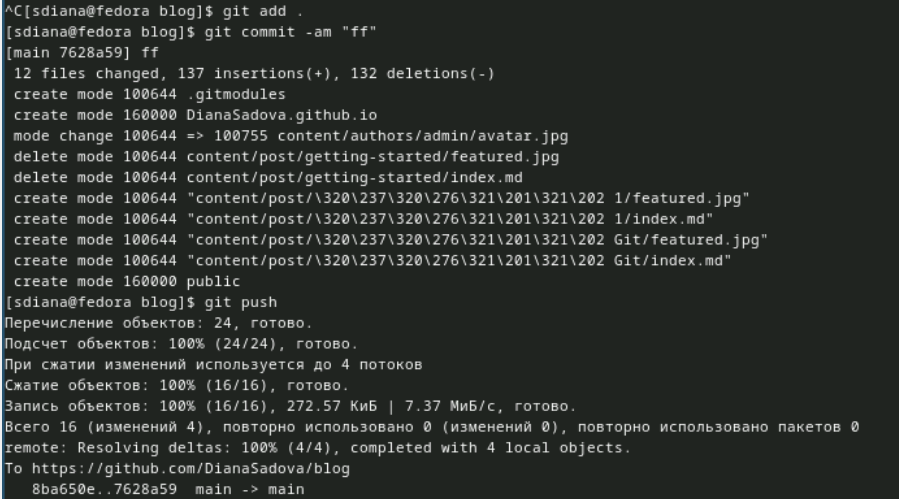 ^C[sdiana@fedora blog]$ git add .
[sdiana@fedora blog]$ git commit -am "ff"
[main 7628a59] ff
 12 files changed, 137 insertions(+), 132 deletions(-)
 create mode 100644 .gitmodules
 create mode 160000 DianaSadova.github.io
 mode change 100644 => 100755 content/authors/admin/avatar.jpg
 delete mode 100644 content/post/getting-started/featured.jpg
 delete mode 100644 content/post/getting-started/index.md
 create mode 100644 "content/post/\320\237\320\276\321\201\321\202 1/featured.jpg"
 create mode 100644 "content/post/\320\237\320\276\321\201\321\202 1/index.md"
 create mode 100644 "content/post/\320\237\320\276\321\201\321\202 Git/featured.jpg"
 create mode 100644 "content/post/\320\237\320\276\321\201\321\202 Git/index.md"
 create mode 160000 public
[sdiana@fedora blog]$ git push
Перечисление объектов: 24, готово.
Подсчет объектов: 100% (24/24), готово.
При сжатии изменений используется до 4 потоков
Сжатие объектов: 100% (16/16), готово.
Запись объектов: 100% (16/16), 272.57 КиБ | 7.37 МиБ/с, готово.
Всего 16 (изменений 4), повторно использовано 0 (изменений 0), повторно использовано пакетов 0
remote: Resolving deltas: 100% (4/4), completed with 4 local objects.
To https://github.com/DianaSadova/blog
   8ba650e..7628a59  main -> main